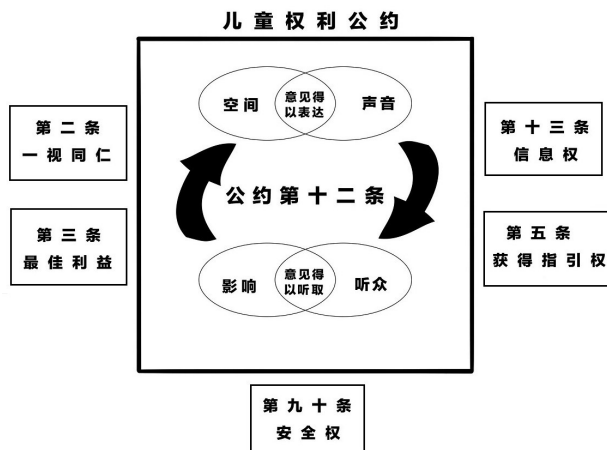 儿童权利公约
空间
意见得
以表达
声音
第二条
一视同仁
第十三条
信息权
公约第十二条
第三条
最佳利益
第五条
获得指引权
影响
意见得
以听取
听众
第九十条
安全权